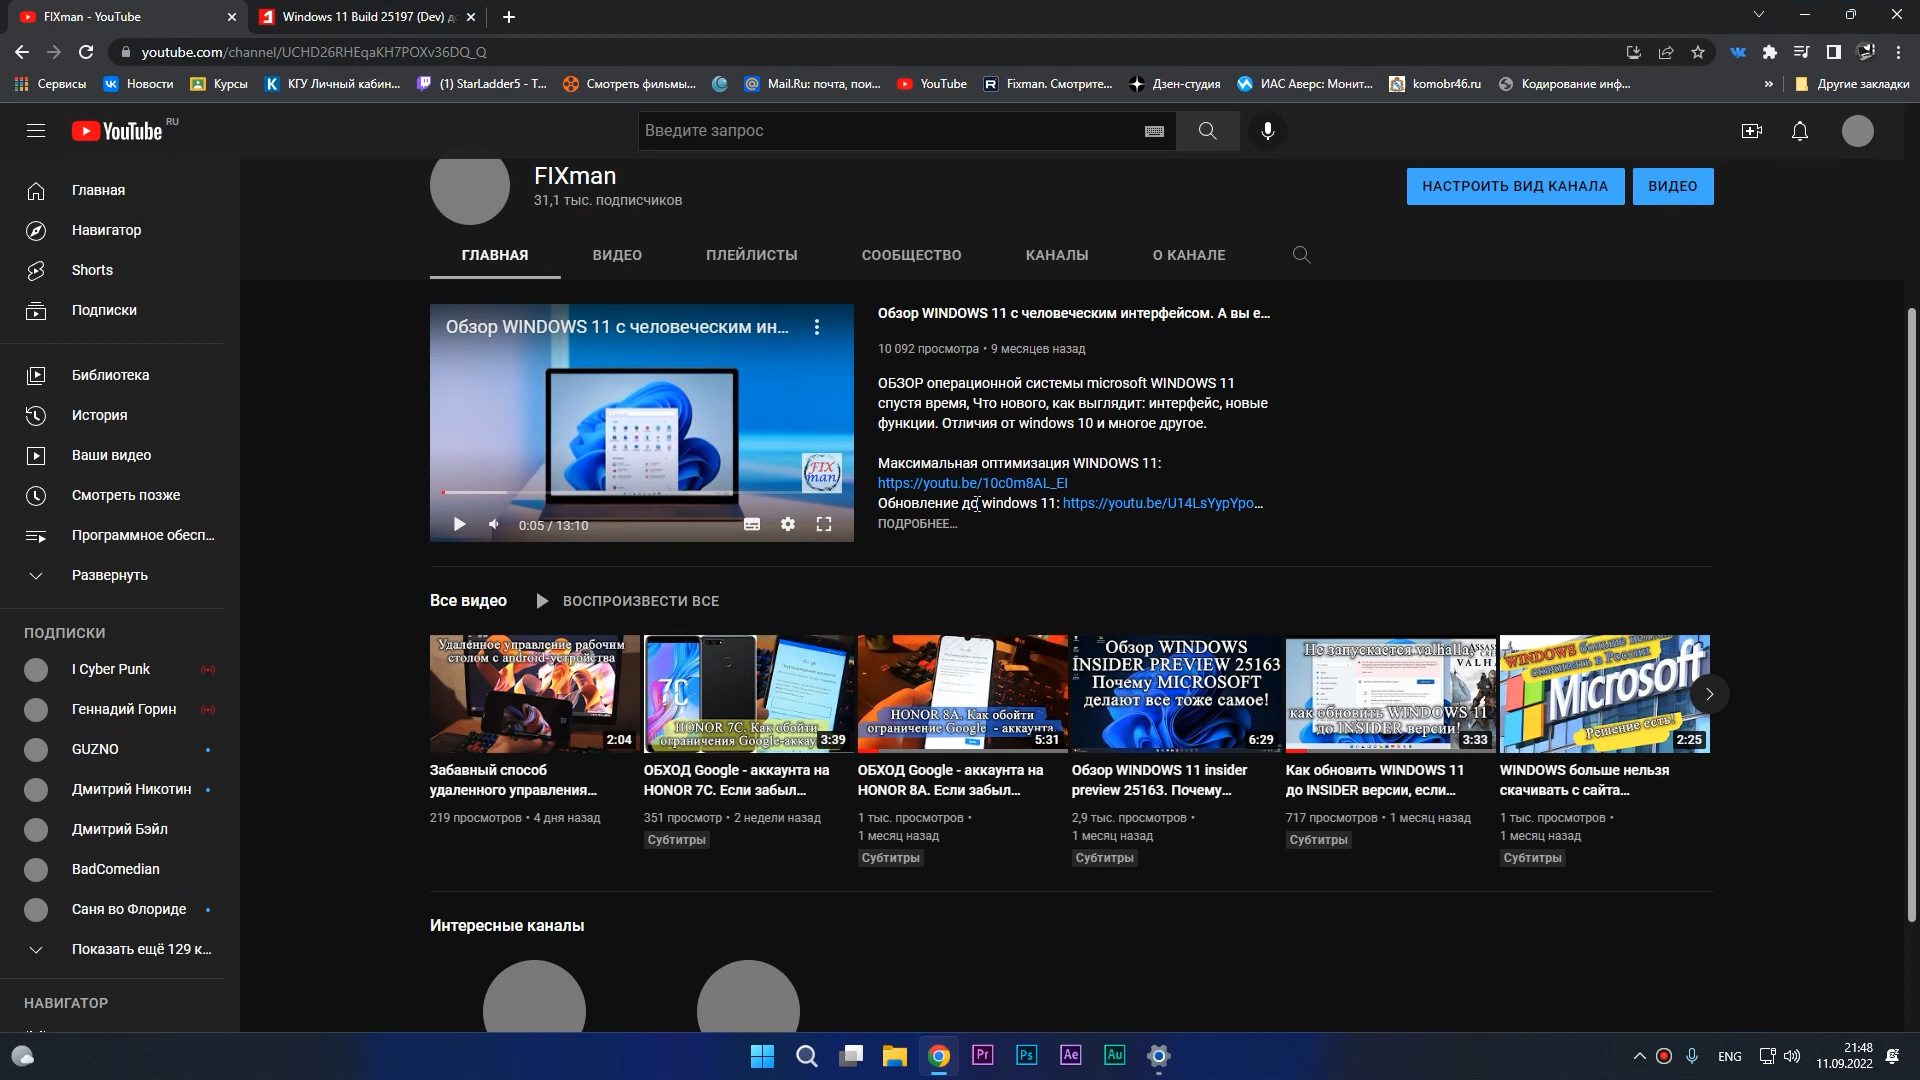 FIXman - YouTube
Windows 11 Build 25197 (Dev) д
youtube.com/channel/UCHD26RHEqaKH7POXv36DQ_Q
Сервисы
Новости
Курсы
КГУ Личный кабин...
(1) StarLadder5 - T...
Смотреть фильмы...
Mail.Ru: почта, пои...
YouTube
Fixman. Смотрите...
Дзен-студия
ИАС Аверс: Монит...
komobr46.ru
Кодирование инф...
»
Другие закладки
YouTube RU
Введите запрос
Главная
Навигатор
Shorts
Подписки
Библиотека
История
Ваши видео
Смотреть позже
Программное обесп...
Развернуть
ПОДПИСКИ
I Cyber Punk
Геннадий Горин
GUZNO
Дмитрий Никотин
Дмитрий Бэйл
BadComedian
Саня во Флориде
Показать ещё 129 к...
НАВИГАТОР
FIXman
31,1 тыс. подписчиков
НАСТРОИТЬ ВИД КАНАЛА
ВИДЕО
ГЛАВНАЯ
ВИДЕО
ПЛЕЙЛИСТЫ
СООБЩЕСТВО
КАНАЛЫ
О КАНАЛЕ
Обзор WINDOWS 11 с человеческим ин...
FIX
man
0:05 / 13:10
Обзор WINDOWS 11 с человеческим интерфейсом. А вы е...
10 092 просмотра • 9 месяцев назад
ОБЗОР операционной системы microsoft WINDOWS 11
спустя время, Что нового, как выглядит: интерфейс, новые
функции. Отличия от windows 10 и многое другое.
Максимальная оптимизация WINDOWS 11:
https://youtu.be/10c0m8AL_EI
Обновление до windows 11: https://youtu.be/U14LsYypYpo...
ПОДРОБНЕЕ...
Все видео
ВОСПРОИЗВЕСТИ ВСЕ
Удалённое управление рабочим
столом с android-устройства
2:04
Забавный способ
удаленного управления...
219 просмотров • 4 дня назад
7C
HONOR 7C. Как обойти
ограничения Google-аккау
3:39
ОБХОД Google - аккаунта на
HONOR 7C. Если забыл...
351 просмотр • 2 недели назад
Субтитры
HONOR 8A. Как обойти
ограничение Google - аккаунта.
5:31
ОБХОД Google - аккаунта на
HONOR 8A. Если забыл...
1 тыс. просмотров •
1 месяц назад
Субтитры
Обзор WINDOWS
INSIDER PREVIEW 25163
Почему MICROSOFT
делают все тоже самое!
6:29
Обзор WINDOWS 11 insider
preview 25163. Почему...
2,9 тыс. просмотров •
1 месяц назад
Субтитры
Не запускается valhalla
как обновить WINDOWS 11
до INSIDER версии!
3:33
Как обновить WINDOWS 11
до INSIDER версии, если...
717 просмотров • 1 месяц назад
Субтитры
WINDOWS больше нельзя
скачивать в России
Microsoft
Решение есть!
2:25
WINDOWS больше нельзя
скачивать с сайта...
1 тыс. просмотров •
1 месяц назад
Субтитры
Интересные каналы
Pr
Ps
Ae
Au
ENG
21:48
11.09.2022